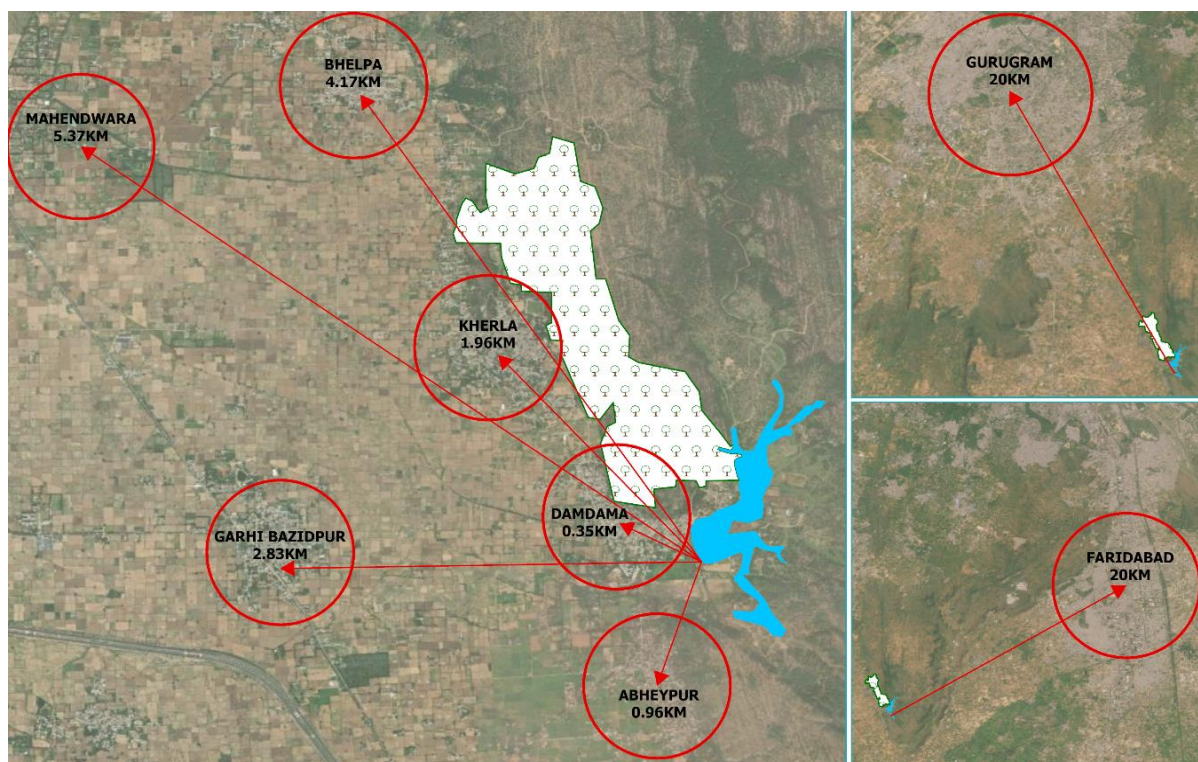 BHELPA
4.17KM
MAHENDWARA
5.37KM
KHERLA
1.96KM
DAMDAMA
0.35KM
GARHI BAZIDPUR
2.83KM
ABHEYPUR
0.96KM
GURUGRAM
20KM
FARIDABAD
20KM